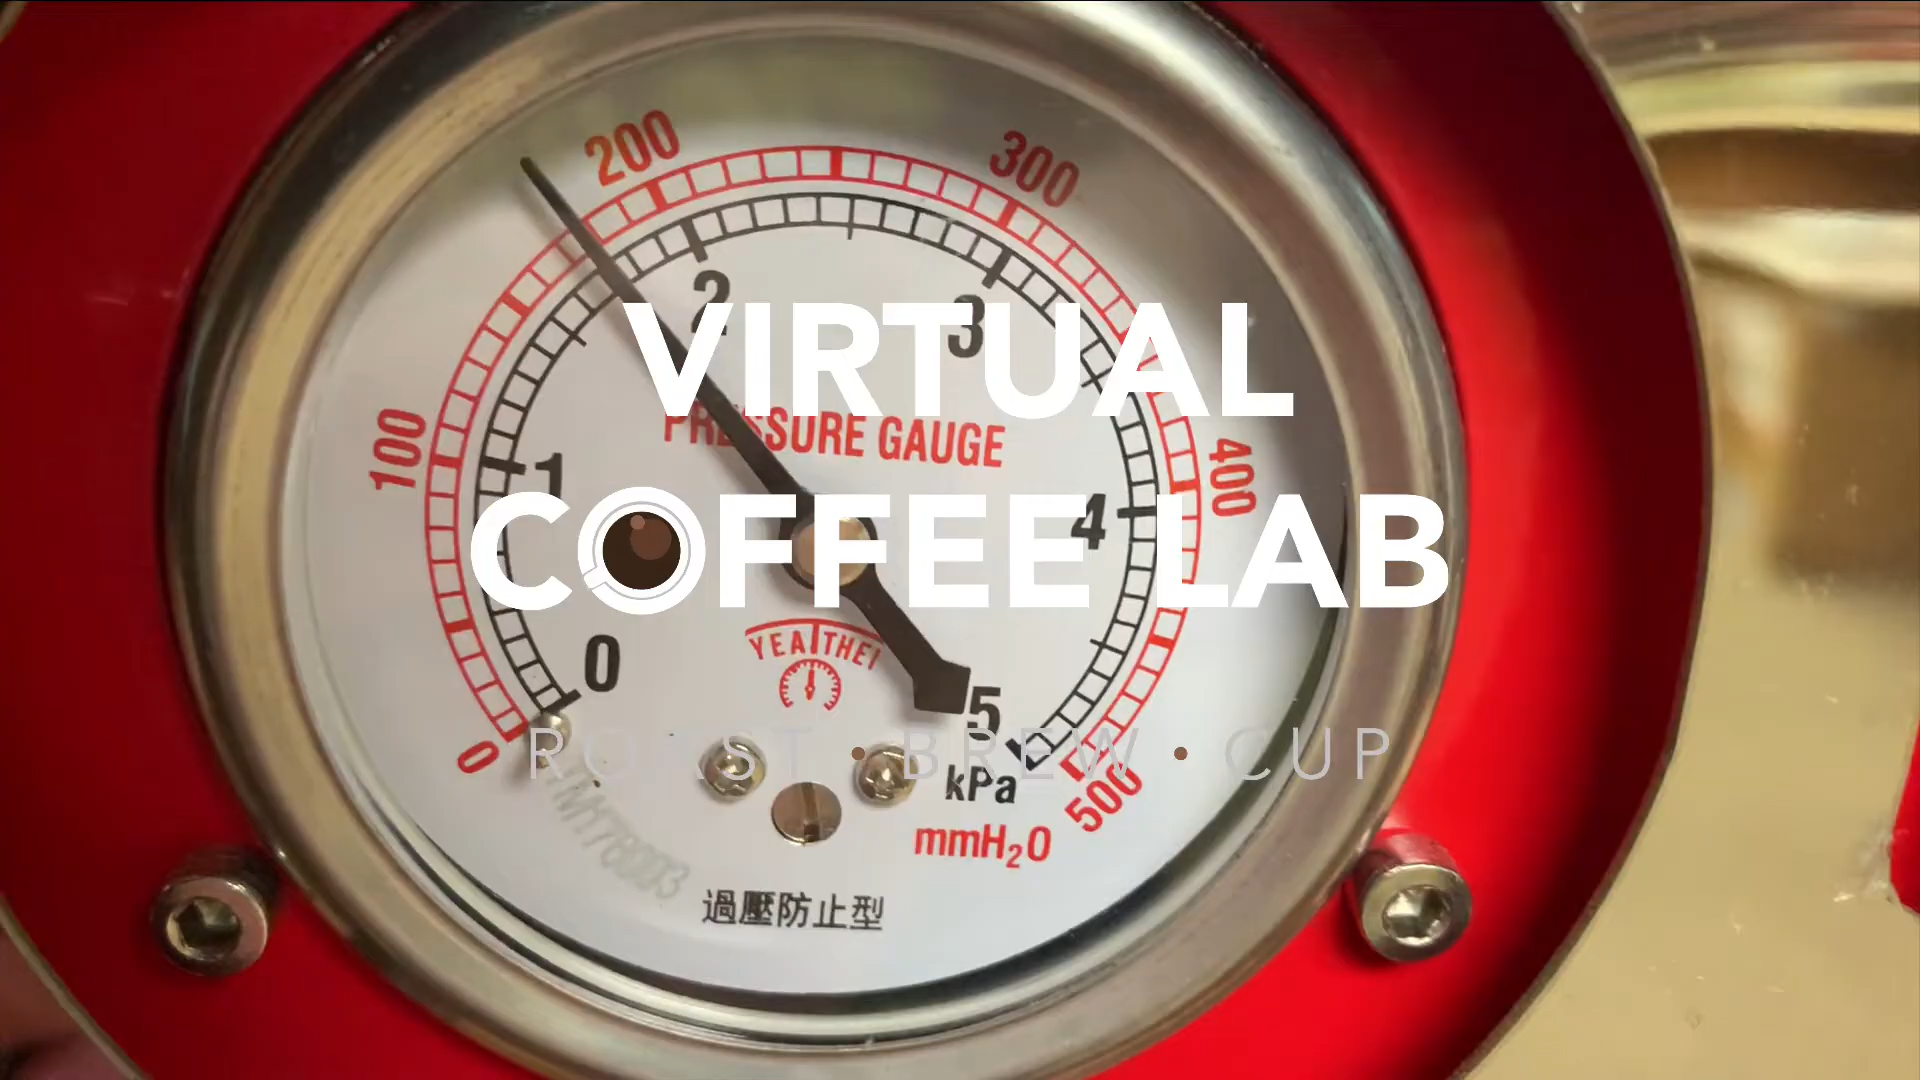 200
300
2
3
VIRTUAL
PRESSURE GAUGE
100
1
400
4
COFFEE LAB
YEATHEI
0
5
0
ROAST • BREW • CUP
kPa
500
mmH₂O
過壓防止型